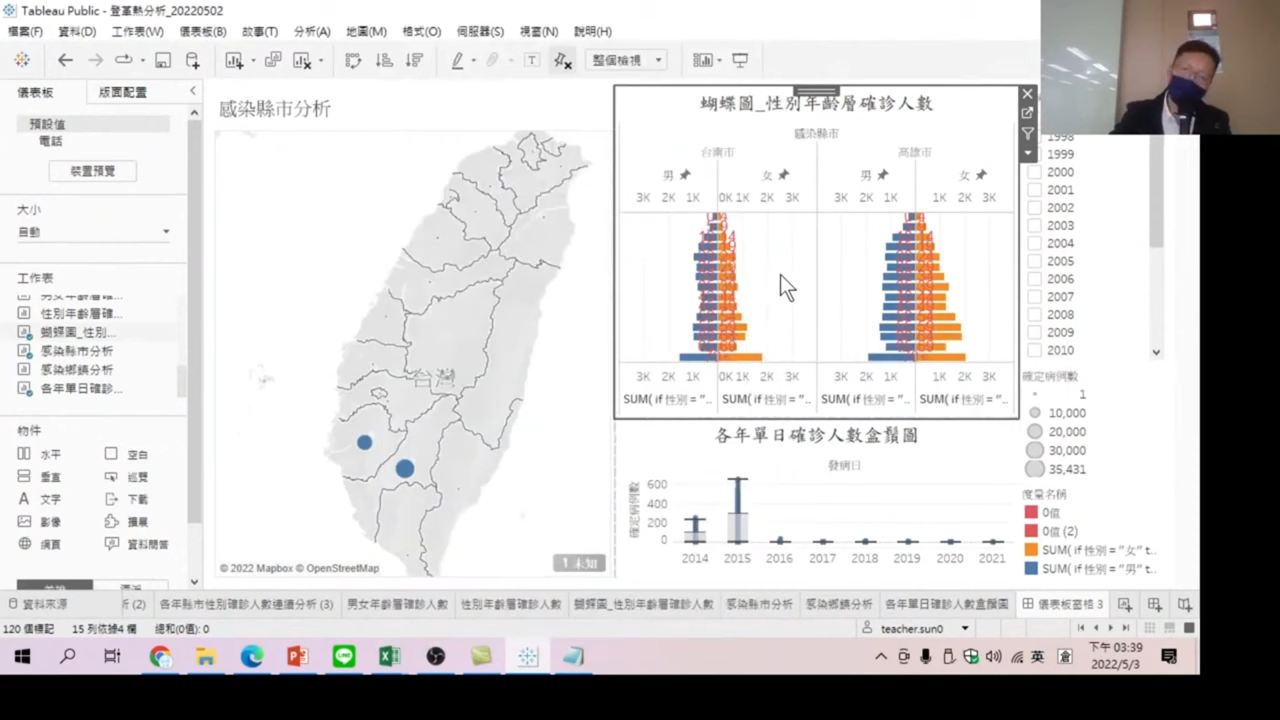 Tableau Public - 登革熱分析_20220502
檔案(F) 資料(D) 工作表(W) 儀表板(B) 故事(T) 分析(A) 地圖(M) 格式(O) 伺服器(S) 視窗(N) 說明(H)
整個檢視
儀表板 版面配置
預設值
電話
裝置預覽
大小
自動
工作表
性別年齡層確...
蝴蝶圖_性別...
感染縣市分析
感染鄉鎮分析
各年單日確診...
物件
水平 空白
垂直 巡覽
文字 下載
影像 擴展
網頁 資料問答
感染縣市分析
台灣
© 2022 Mapbox © OpenStreetMap
1 未知
蝴蝶圖_性別年齡層確診人數
感染縣市
台南市 高雄市
男 女 男 女
3K 2K 1K 0K 1K 2K 3K 3K 2K 1K 1K 2K 3K
3K 2K 1K 0K 1K 2K 3K 3K 2K 1K 1K 2K 3K
SUM( if 性別 = ".. SUM( if 性別 = "... SUM( if 性別 = "... SUM( if 性別 = "...
各年單日確診人數盒鬚圖
發病日
確定病例數
600
400
200
0
2014 2015 2016 2017 2018 2019 2020 2021
1998
1999
2000
2001
2002
2003
2004
2005
2006
2007
2008
2009
2010
確定病例數
1
10,000
20,000
30,000
35,431
度量名稱
0值
0值 (2)
SUM( if 性別 = "女" t..
SUM( if 性別 = "男" t..
資料來源 析 (2) 各年縣市性別確診人數連續分析 (3) 男女年齡層確診人數 性別年齡層確診人數 蝴蝶圖_性別年齡層確診人數 感染縣市分析 感染鄉鎮分析 各年單日確診人數盒鬚圖 儀表板宮格 3
120 個標記 15 列依據4 欄 總和(0值): 0
teacher.sun0
英
下午 03:39
2022/5/3